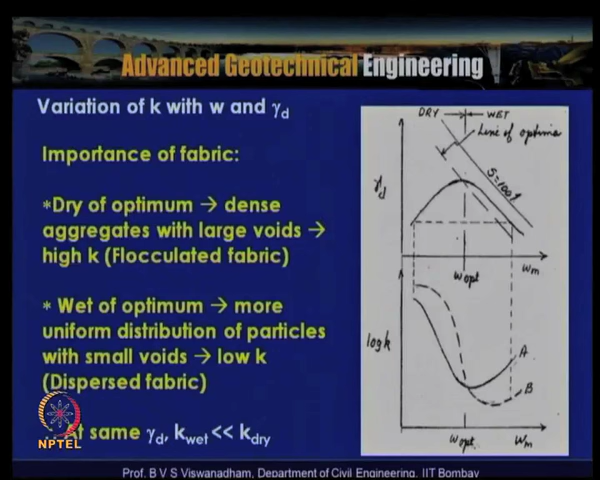 Advanced Geotechnical Engineering
Variation of k with w and γd
Importance of fabric:
*Dry of optimum → dense
aggregates with large voids →
high k (Flocculated fabric)
* Wet of optimum → more
uniform distribution of particles
with small voids → low k
(Dispersed fabric)
At same γd, kwet << kdry
NPTEL
DRY WET
Line of optima
S=100%
γd
wopt
wm
log k
A
B
wopt
wm
Prof. B V S Viswanadham, Department of Civil Engineering, IIT Bombay